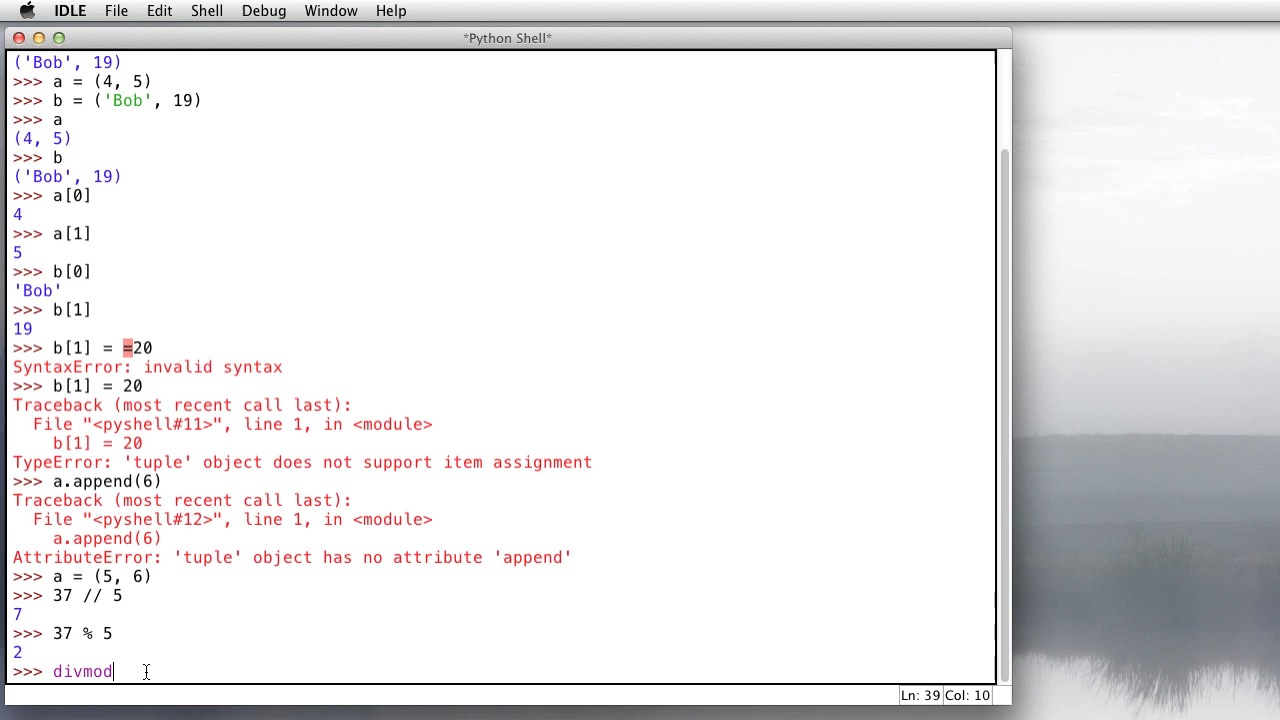 IDLE File Edit Shell Debug Window Help
*Python Shell*
('Bob', 19)
>>> a = (4, 5)
>>> b = ('Bob', 19)
>>> a
(4, 5)
>>> b
('Bob', 19)
>>> a[0]
4
>>> a[1]
5
>>> b[0]
'Bob'
>>> b[1]
19
>>> b[1] = =20
SyntaxError: invalid syntax
>>> b[1] = 20
Traceback (most recent call last):
  File "<pyshell#11>", line 1, in <module>
    b[1] = 20
TypeError: 'tuple' object does not support item assignment
>>> a.append(6)
Traceback (most recent call last):
  File "<pyshell#12>", line 1, in <module>
    a.append(6)
AttributeError: 'tuple' object has no attribute 'append'
>>> a = (5, 6)
>>> 37 // 5
7
>>> 37 % 5
2
>>> divmod
Ln: 39 Col: 10